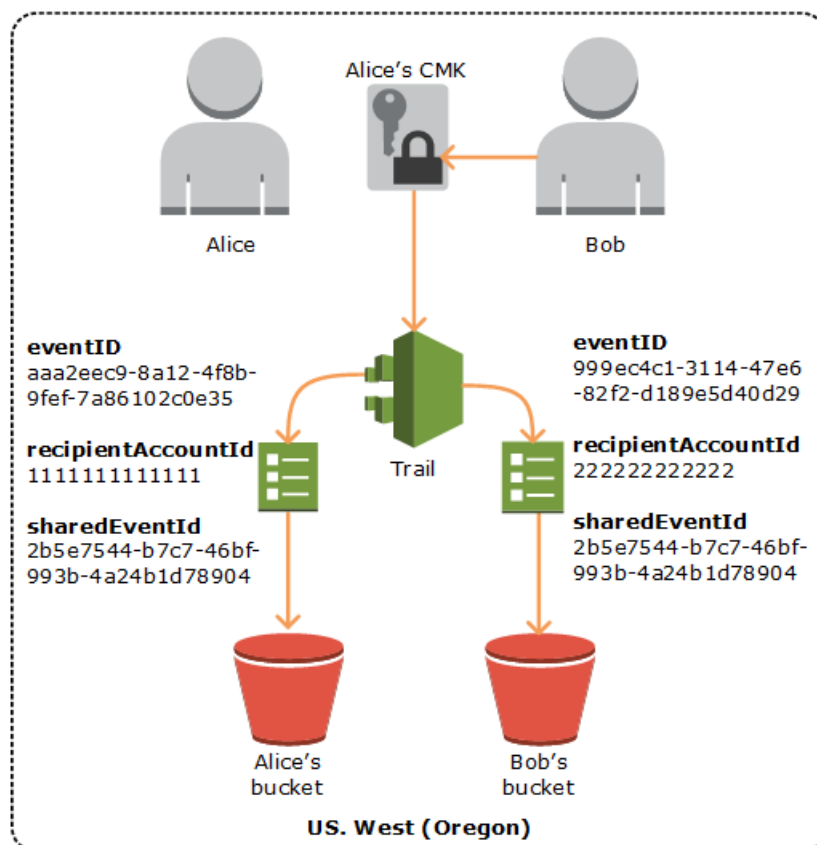 Alice's CMK
Alice
Bob
eventID
aaa2eec9-8a12-4f8b-
9fef-7a86102c0e35
recipientAccountId
1111111111111
sharedEventId
2b5e7544-b7c7-46bf-
993b-4a24b1d78904
Trail
eventID
999ec4c1-3114-47e6
-82f2-d189e5d40d29
recipientAccountId
222222222222
sharedEventId
2b5e7544-b7c7-46bf-
993b-4a24b1d78904
Alice's
bucket
Bob's
bucket
US. West (Oregon)